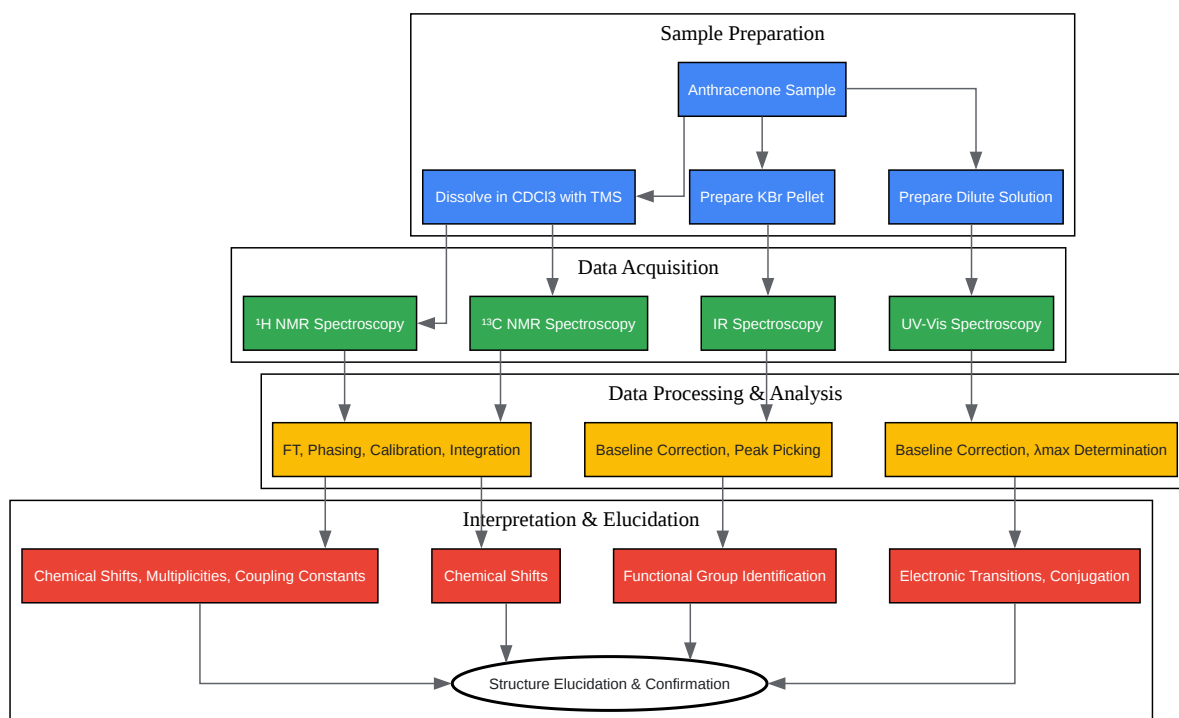 Sample Preparation
Anthracenone Sample
Dissolve in CDCl3 with TMS
Prepare KBr Pellet
Prepare Dilute Solution
Data Acquisition
¹H NMR Spectroscopy
¹³C NMR Spectroscopy
IR Spectroscopy
UV-Vis Spectroscopy
Data Processing & Analysis
FT, Phasing, Calibration, Integration
Baseline Correction, Peak Picking
Baseline Correction, λmax Determination
Interpretation & Elucidation
Chemical Shifts, Multiplicities, Coupling Constants
Chemical Shifts
Functional Group Identification
Electronic Transitions, Conjugation
Structure Elucidation & Confirmation